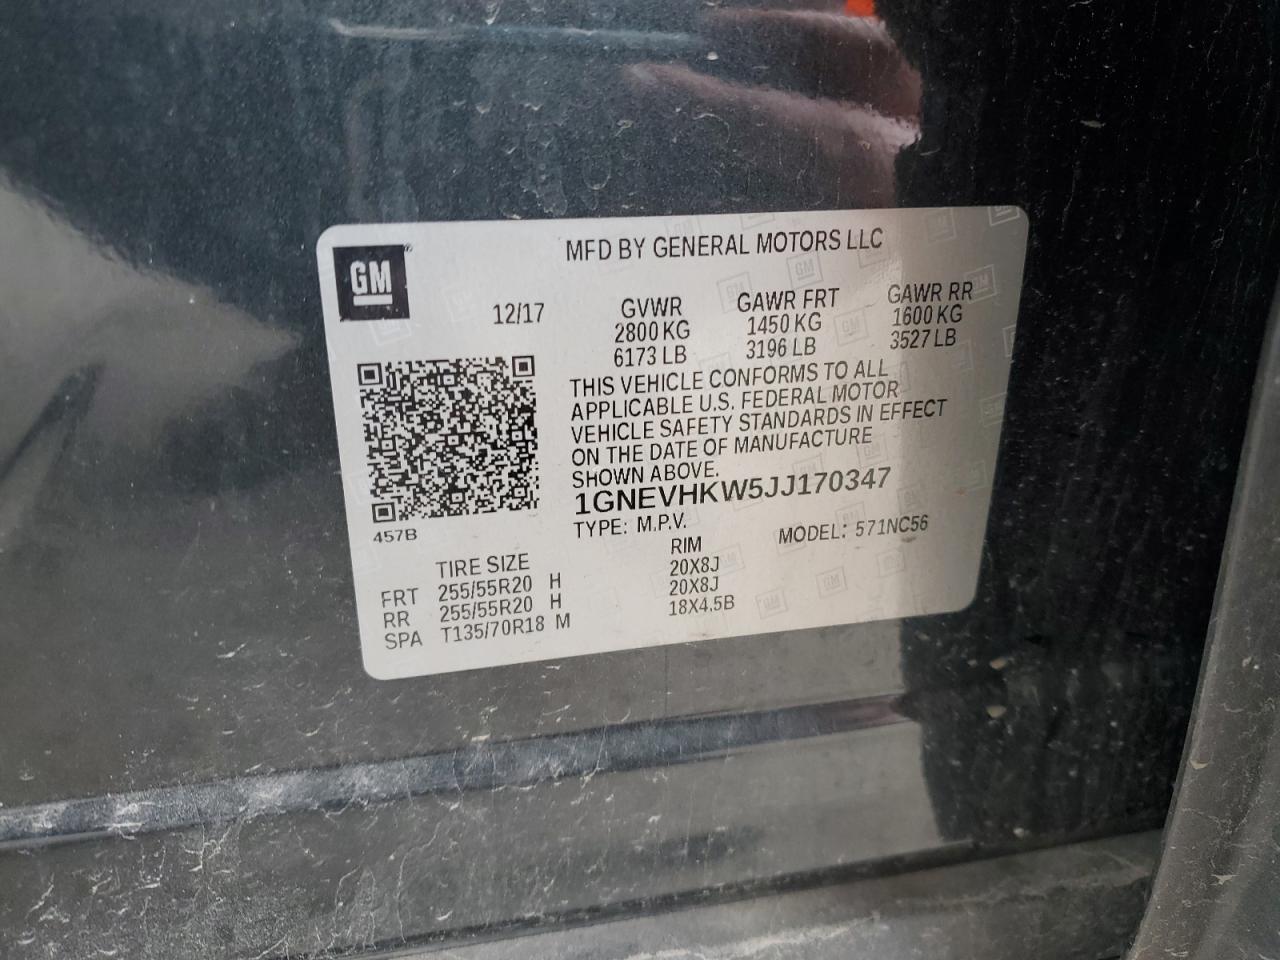 GM
MFD BY GENERAL MOTORS LLC
12/17
GVWR GAWR FRT GAWR RR
2800 KG 1450 KG 1600 KG
6173 LB 3196 LB 3527 LB
THIS VEHICLE CONFORMS TO ALL
APPLICABLE U.S. FEDERAL MOTOR
VEHICLE SAFETY STANDARDS IN EFFECT
ON THE DATE OF MANUFACTURE
SHOWN ABOVE.
1GNEVHKW5JJ170347
457B
TYPE: M.P.V. MODEL: 571NC56
TIRE SIZE RIM
FRT 255/55R20 H 20X8J
RR 255/55R20 H 20X8J
SPA T135/70R18 M 18X4.5B